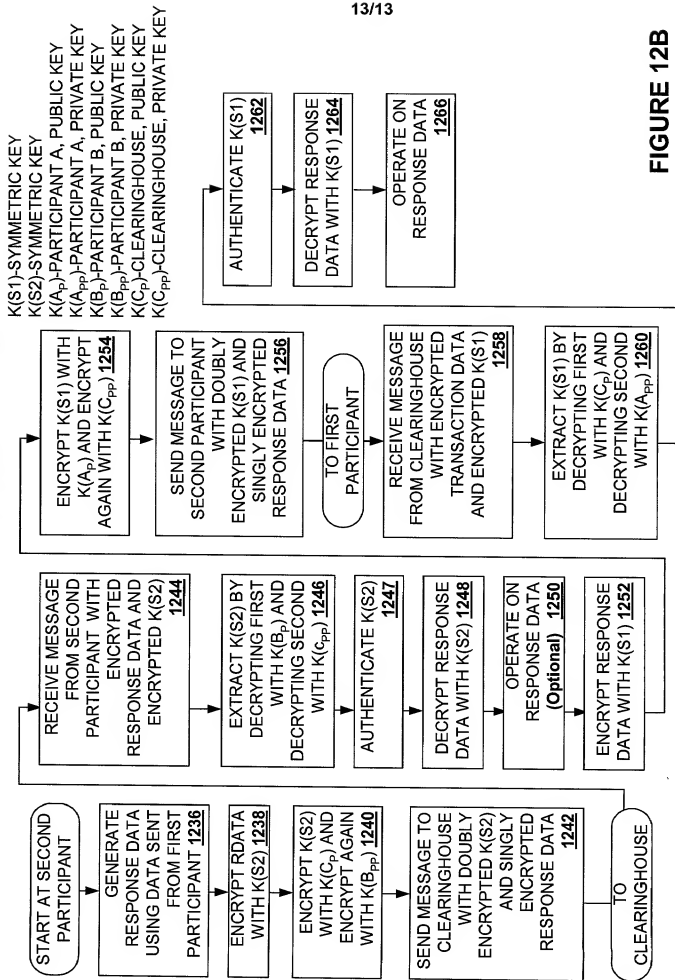 13/13
K(S1)-SYMMETRIC KEY
K(S2)-SYMMETRIC KEY
K(Aₚ)-PARTICIPANT A, PUBLIC KEY
K(Aₚₚ)-PARTICIPANT A, PRIVATE KEY
K(Bₚ)-PARTICIPANT B, PUBLIC KEY
K(Bₚₚ)-PARTICIPANT B, PRIVATE KEY
K(Cₚ)-CLEARINGHOUSE, PUBLIC KEY
K(Cₚₚ)-CLEARINGHOUSE, PRIVATE KEY
START AT SECOND
PARTICIPANT
GENERATE
RESPONSE DATA
USING DATA SENT
FROM FIRST
PARTICIPANT 1236
ENCRYPT RDATA
WITH K(S2) 1238
ENCRYPT K(S2)
WITH K(Cₚ) AND
ENCRYPT AGAIN
WITH K(Bₚₚ) 1240
SEND MESSAGE TO
CLEARINGHOUSE
WITH DOUBLY
ENCRYPTED K(S2)
AND SINGLY
ENCRYPTED
RESPONSE DATA
1242
TO
CLEARINGHOUSE
RECEIVE MESSAGE
FROM SECOND
PARTICIPANT WITH
ENCRYPTED
RESPONSE DATA AND
ENCRYPTED K(S2)
1244
EXTRACT K(S2) BY
DECRYPTING FIRST
WITH K(Bₚ) AND
DECRYPTING SECOND
WITH K(cₚₚ) 1246
AUTHENTICATE K(S2)
1247
DECRYPT RESPONSE
DATA WITH K(S2) 1248
OPERATE ON
RESPONSE DATA
(Optional) 1250
ENCRYPT RESPONSE
DATA WITH K(S1) 1252
ENCRYPT K(S1) WITH
K(Aₚ) AND ENCRYPT
AGAIN WITH K(Cₚₚ) 1254
SEND MESSAGE TO
SECOND PARTICIPANT
WITH DOUBLY
ENCRYPTED K(S1) AND
SINGLY ENCRYPTED
RESPONSE DATA 1256
TO FIRST
PARTICIPANT
RECEIVE MESSAGE
FROM CLEARINGHOUSE
WITH ENCRYPTED
TRANSACTION DATA
AND ENCRYPTED K(S1)
1258
EXTRACT K(S1) BY
DECRYPTING FIRST
WITH K(Cₚ) AND
DECRYPTING SECOND
WITH K(Aₚₚ) 1260
AUTHENTICATE K(S1)
1262
DECRYPT RESPONSE
DATA WITH K(S1) 1264
OPERATE ON
RESPONSE DATA
1266
FIGURE 12B